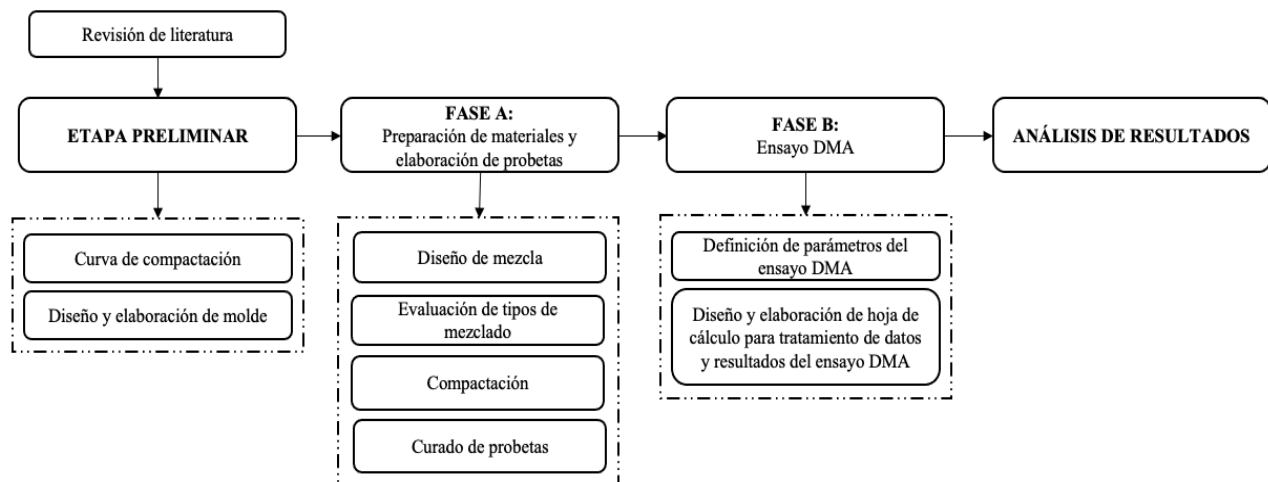 Revisión de literatura
ETAPA PRELIMINAR
Curva de compactación
Diseño y elaboración de molde
FASE A:
Preparación de materiales y
elaboración de probetas
Diseño de mezcla
Evaluación de tipos de
mezclado
Compactación
Curado de probetas
FASE B:
Ensayo DMA
Definición de parámetros del
ensayo DMA
Diseño y elaboración de hoja de
cálculo para tratamiento de datos
y resultados del ensayo DMA
ANÁLISIS DE RESULTADOS